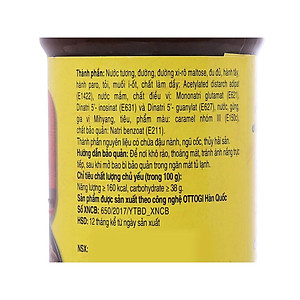 Thành phần: Nước tương, đường, đường xi-rô maltose, đu đủ, hành tây,
hành paro, tỏi, muối i-ốt, chất làm dầy: Acetylated distarch adipat
(E1422), nước mắm, chất điều vị: Mononatri glutamat (E621),
Dinatri 5'- inosinat (E631) và Dinatri 5'- guanylat (E627), nước gừng,
gia vị Mihyang, tiêu, phẩm màu: caramel nhóm III (E150c),
chất bảo quản: Natri benzoat (E211).
Thành phần nguyên liệu có chứa đậu nành, ngũ cốc, thủy hải sản.
Hướng dẫn bảo quản: Để nơi khô ráo, thoáng mát, tránh ánh nắng trực
tiếp, sau khi mở nắp bao bì bảo quản trong ngăn mát tủ lạnh.
Chỉ tiêu chất lượng chủ yếu (trong 100 g):
Năng lượng ≥ 160 kcal, carbohydrate ≥ 38 g.
Sản phẩm được sản xuất theo công nghệ OTTOGI Hàn Quốc
Số XNCB: 650/2017/YTBD_XNCB
HSD: 12 tháng kể từ ngày sản xuất
NSX: